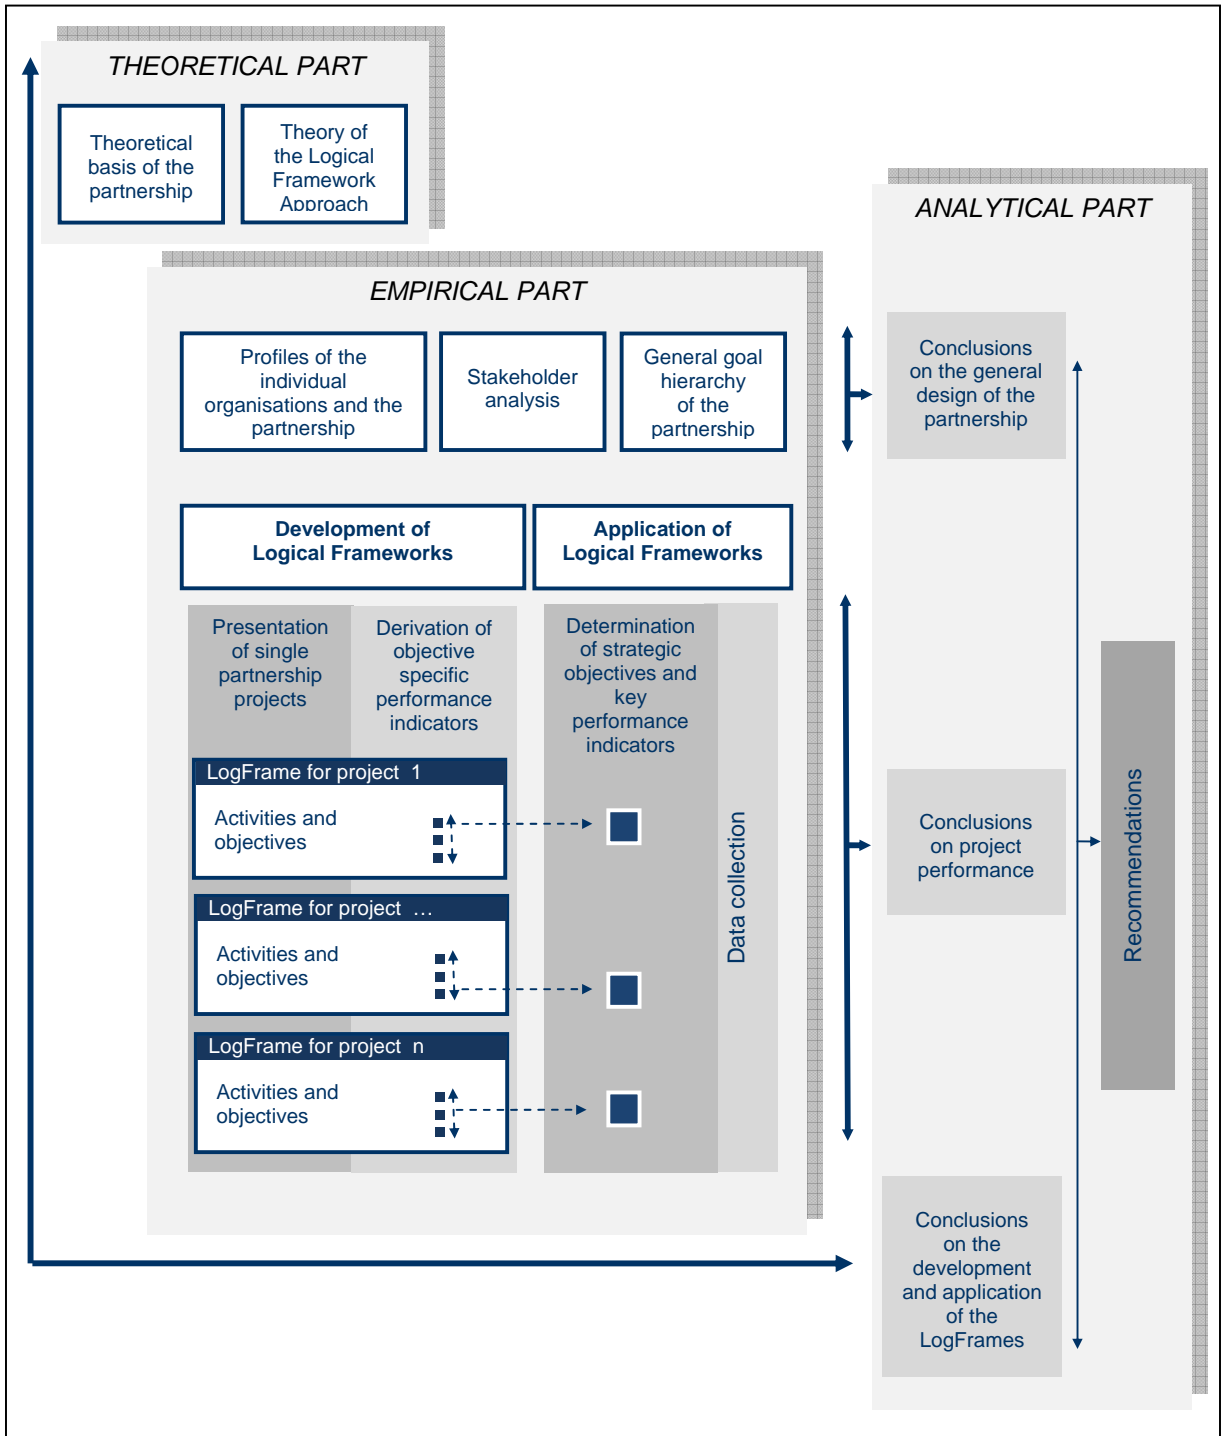 THEORETICAL PART
Theoretical
basis of the
partnership
Theory of
the Logical
Framework
Approach
EMPIRICAL PART
Profiles of the
individual
organisations and the
partnership
Stakeholder
analysis
General goal
hierarchy
of the
partnership
Development of
Logical Frameworks
Application of
Logical Frameworks
Presentation
of single
partnership
projects
Derivation of
objective
specific
performance
indicators
Determination
of strategic
objectives and
key
performance
indicators
Data collection
LogFrame for project 1
Activities and
objectives
LogFrame for project …
Activities and
objectives
LogFrame for project n
Activities and
objectives
ANALYTICAL PART
Conclusions
on the general
design of the
partnership
Conclusions
on project
performance
Conclusions
on the
development
and application
of the
LogFrames
Recommendations